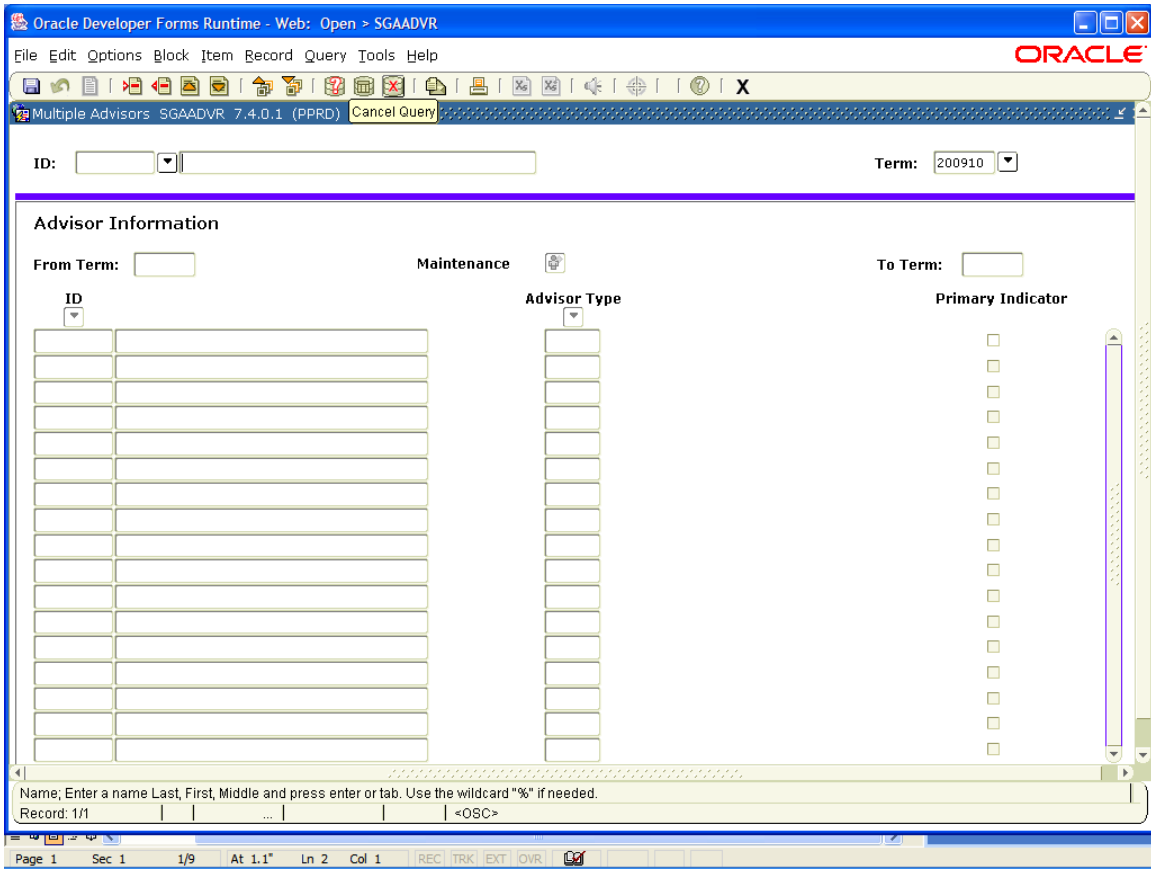 Oracle Developer Forms Runtime - Web: Open > SGAADVR
File Edit Options Block Item Record Query Tools Help
ORACLE
X
Multiple Advisors SGAADVR 7.4.0.1 (PPRD)
Cancel Query
ID:
Term: 200910
Advisor Information
From Term: Maintenance To Term:
ID Advisor Type Primary Indicator
Name; Enter a name Last, First, Middle and press enter or tab. Use the wildcard "%" if needed.
Record: 1/1 ... <OSC>
Page 1 Sec 1 1/9 At 1.1" Ln 2 Col 1 REC TRK EXT OVR